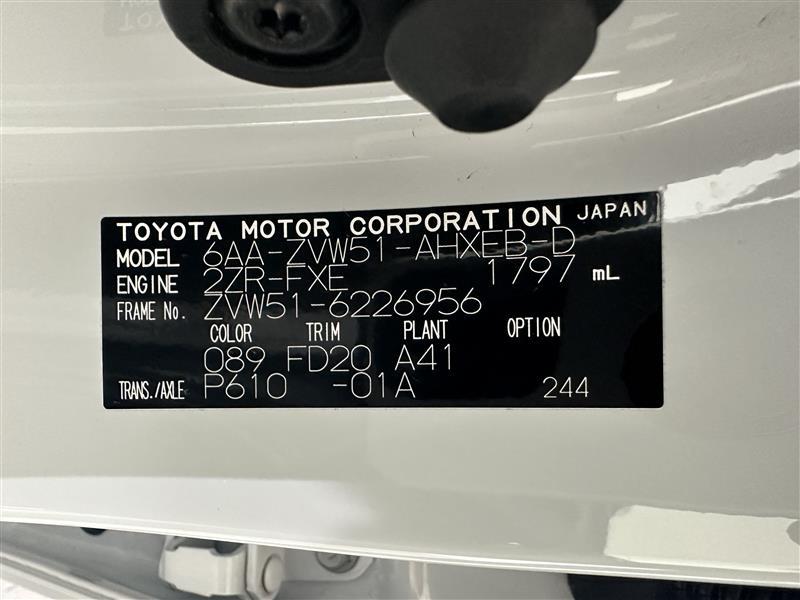 TOYOTA MOTOR CORPORATION JAPAN
MODEL 6AA-ZVW51-AHXEB-D
ENGINE 2ZR-FXE 1797 mL
FRAME No. ZVW51-6226956
COLOR TRIM PLANT OPTION
089 FD20 A41
TRANS./AXLE P610 -01A 244